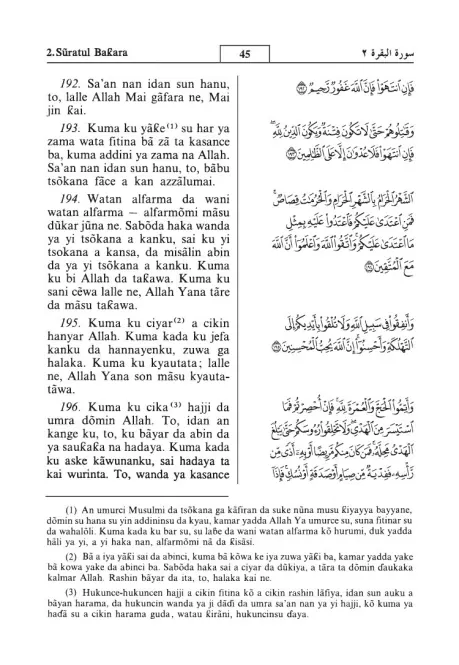 2. Sūratul Baƙara
45
سورة البقرة ٢
192. Sa'an nan idan sun hanu,
to, lalle Allah Mai gāfara ne, Mai
jin ƙai.
193. Kuma ku yāƙe(1) su har ya
zama wata fitina bā zā ta kasance
ba, kuma addini ya zama na Allah.
Sa'an nan idan sun hanu, to, bābu
tsōkana fāce a kan azzālumai.
194. Watan alfarma da wani
watan alfarma — alfarmōmi māsu
dūkar jūna ne. Sabōda haka wanda
ya yi tsōkana a kanku, sai ku yi
tsokana a kansa, da misālin abin
da ya yi tsōkana a kanku. Kuma
ku bi Allah da taƙawa. Kuma ku
sani cēwa lalle ne, Allah Yana tāre
da māsu taƙawa.
195. Kuma ku ciyar(2) a cikin
hanyar Allah. Kuma kada ku jefa
kanku da hannayenku, zuwa ga
halaka. Kuma ku kyautata; lalle
ne, Allah Yana son māsu kyauta-
tāwa.
196. Kuma ku cika(3) hajji da
umra dōmin Allah. To, idan an
kange ku, to, ku bāyar da abin da
ya sauƙaƙa na hadaya. Kuma kada
ku aske kāwunanku, sai hadaya ta
kai wurinta. To, wanda ya kasance
فَإِنِ انتَهَوْا فَإِنَّ اللَّهَ غَفُورٌ رَّحِيمٌ ١٩٢
وَقَاتِلُوهُمْ حَتَّىٰ لَا تَكُونَ فِتْنَةٌ وَيَكُونَ الدِّينُ لِلَّهِ
فَإِنِ انتَهَوْا فَلَا عُدْوَانَ إِلَّا عَلَى الظَّالِمِينَ ١٩٣
الشَّهْرُ الْحَرَامُ بِالشَّهْرِ الْحَرَامِ وَالْحُرُمَاتُ قِصَاصٌ
فَمَنِ اعْتَدَىٰ عَلَيْكُمْ فَاعْتَدُوا عَلَيْهِ بِمِثْلِ
مَا اعْتَدَىٰ عَلَيْكُمْ وَاتَّقُوا اللَّهَ وَاعْلَمُوا أَنَّ اللَّهَ
مَعَ الْمُتَّقِينَ ١٩٤
وَأَنفِقُوا فِي سَبِيلِ اللَّهِ وَلَا تُلْقُوا بِأَيْدِيكُمْ إِلَى
التَّهْلُكَةِ وَأَحْسِنُوا إِنَّ اللَّهَ يُحِبُّ الْمُحْسِنِينَ ١٩٥
وَأَتِمُّوا الْحَجَّ وَالْعُمْرَةَ لِلَّهِ فَإِنْ أُحْصِرْتُمْ فَمَا
اسْتَيْسَرَ مِنَ الْهَدْيِ وَلَا تَحْلِقُوا رُءُوسَكُمْ حَتَّىٰ يَبْلُغَ
الْهَدْيُ مَحِلَّهُ فَمَن كَانَ مِنكُم مَّرِيضًا أَوْ بِهِ أَذًى مِّن
رَّأْسِهِ فَفِدْيَةٌ مِّن صِيَامٍ أَوْ صَدَقَةٍ أَوْ نُسُكٍ فَإِذَا
(1) An umurci Musulmi da tsōkana ga kāfiran da suke nūna musu ƙiyayya bayyane,
dōmin su hana su yin addininsu da kyau, kamar yadda Allah Ya umurce su, suna fitinar su
da wahalōli. Kuma kada ku bar su, su laɓe da wani watan alfarma kō hurumi, duk yadda
hāli ya yi, a yi haka nan, alfarmōmi nā da ƙisāsi.
(2) Bā a iya yāƙi sai da abinci, kuma bā kōwa ke iya zuwa yāƙi ba, kamar yadda yake
bā kowa yake da abinci ba. Sabōda haka sai a ciyar da dūkiya, a tāra ta dōmin ɗaukaka
kalmar Allah. Rashin bāyar da ita, to, halaka kai ne.
(3) Hukunce-hukuncen hajji a cikin fitina kō a cikin rashin lāfiya, idan sun auku a
bāyan harama, da hukuncin wanda ya ji dāɗi da umra sa'an nan ya yi hajji, kō kuma ya
haɗa su a cikin harama guda, watau ƙirāni, hukuncinsu ɗaya.